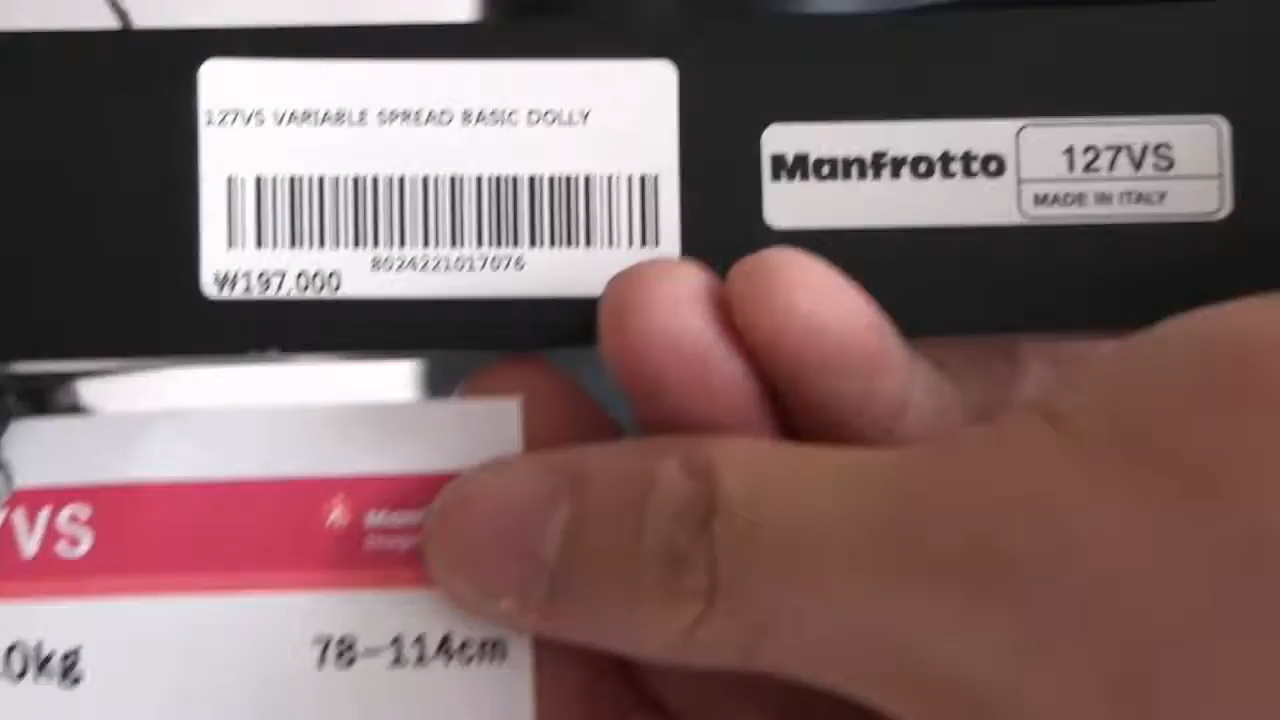 127VS VARIABLE SPREAD BASIC DOLLY
8024221017076
₩197,000
Manfrotto
127VS
MADE IN ITALY
VS
0kg
78-114cm